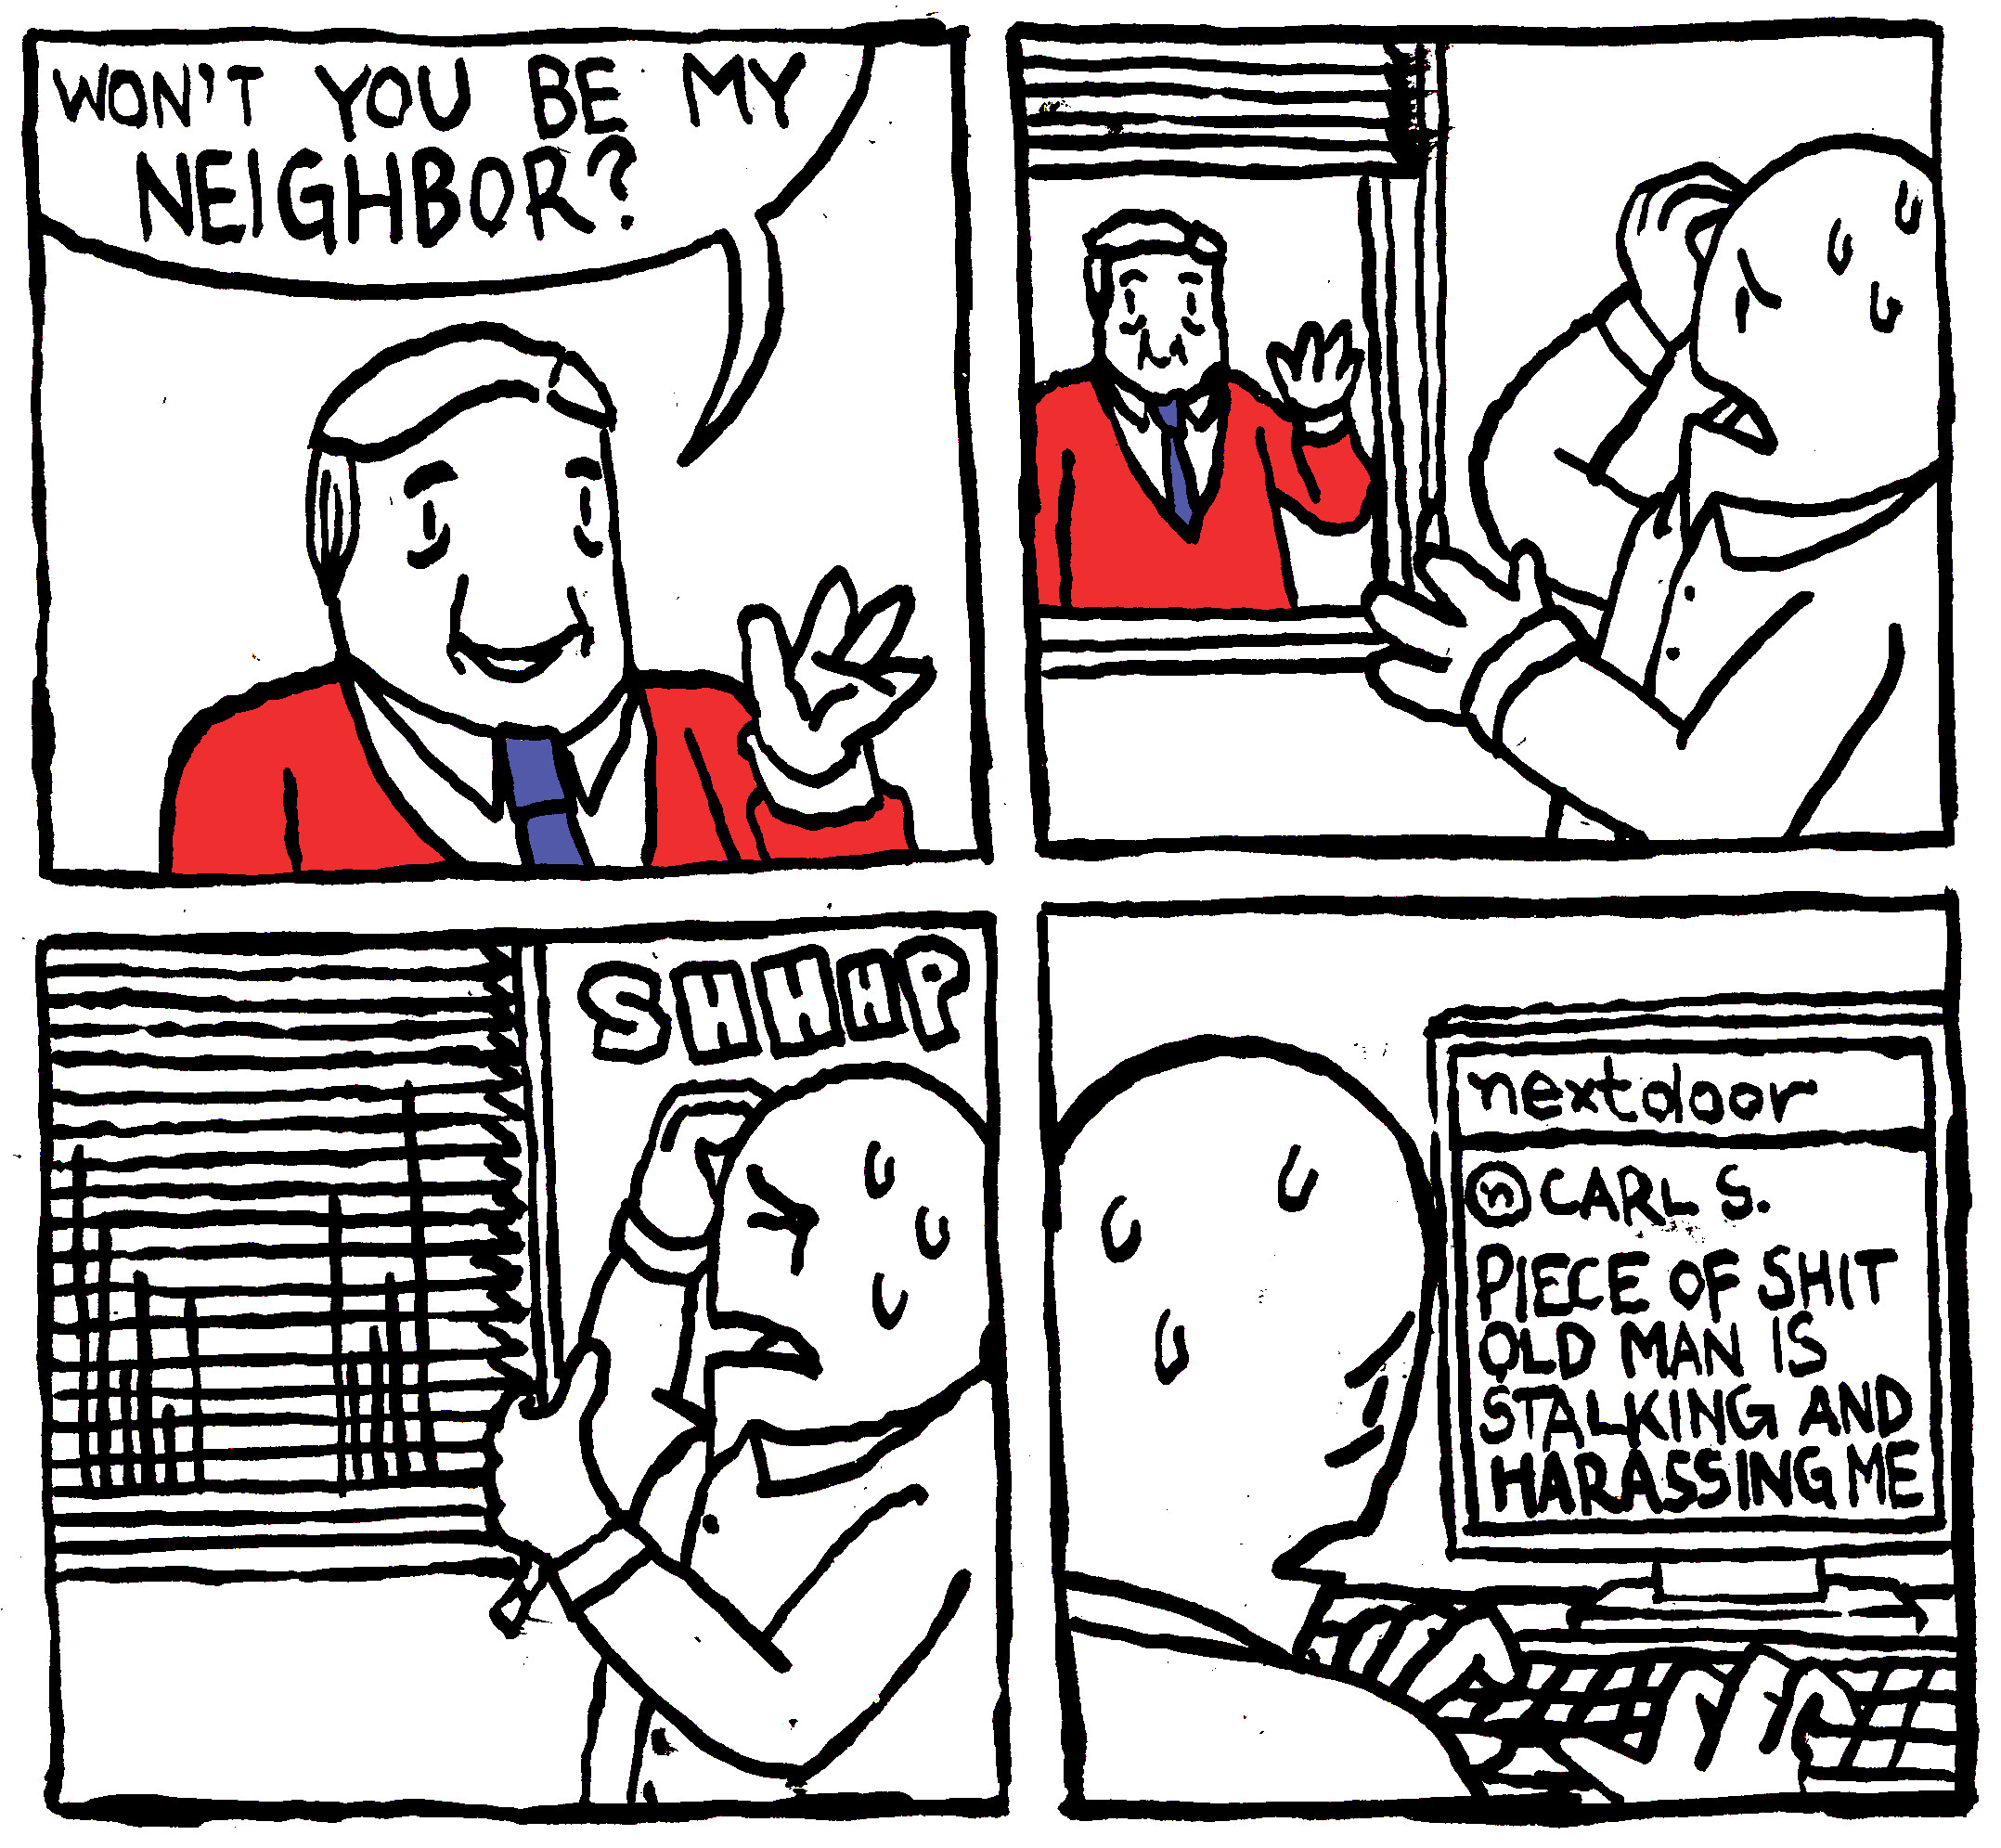 WON'T YOU BE MY
NEIGHBOR?
SHHHP
nextdoor
n CARL S.
PIECE OF SHIT
OLD MAN IS
STALKING AND
HARASSING ME